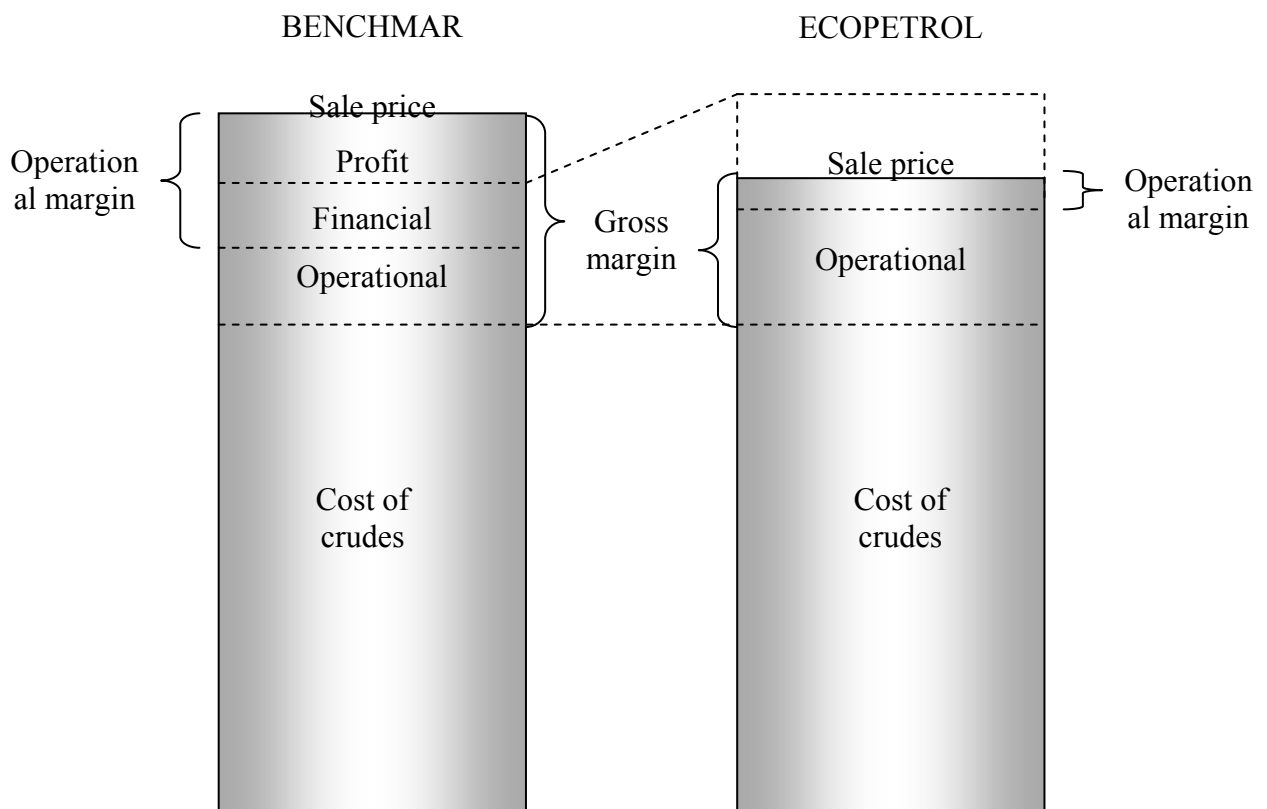 BENCHMAR
ECOPETROL
Sale price
Operation
al margin
Profit
Financial
Operational
Gross
margin
Sale price
Operation
al margin
Operational
Cost of
crudes
Cost of
crudes